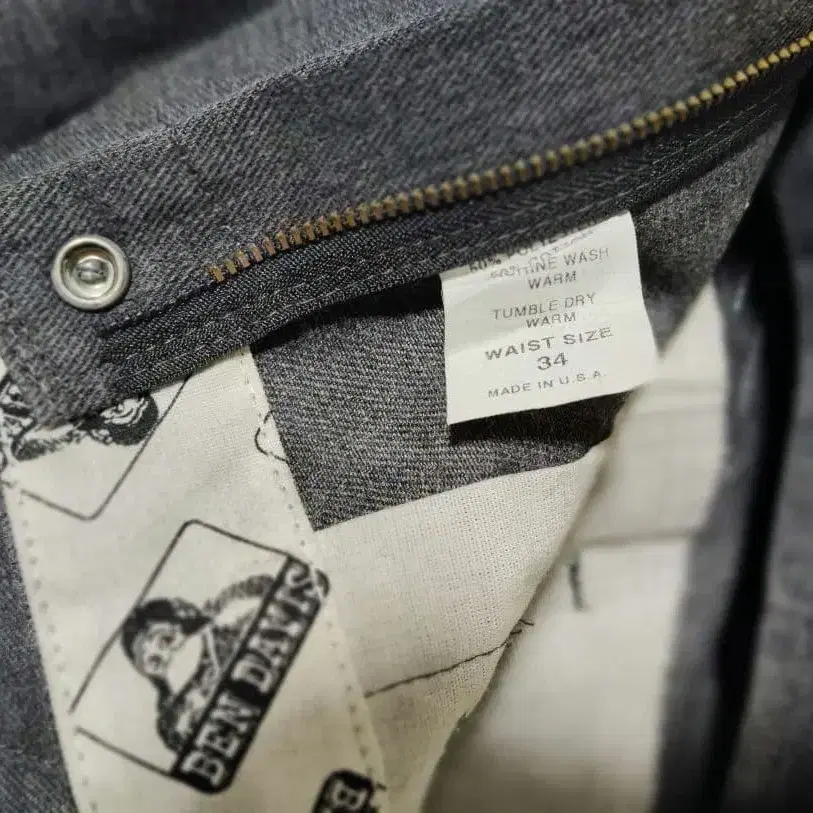 MACHINE WASH
WARM
TUMBLE DRY
WARM
WAIST SIZE
34
MADE IN U.S.A.
BEN DAVIS
B